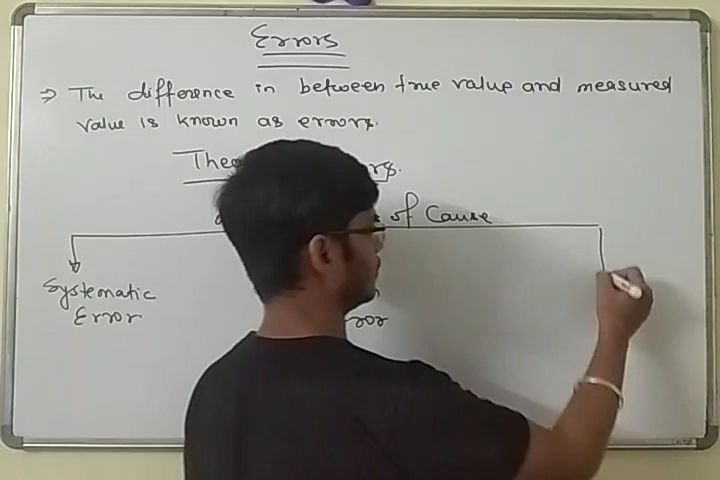 Errors
⇒ The difference in between true value and measured
value is known as errors.
of Cause
Systematic
Error